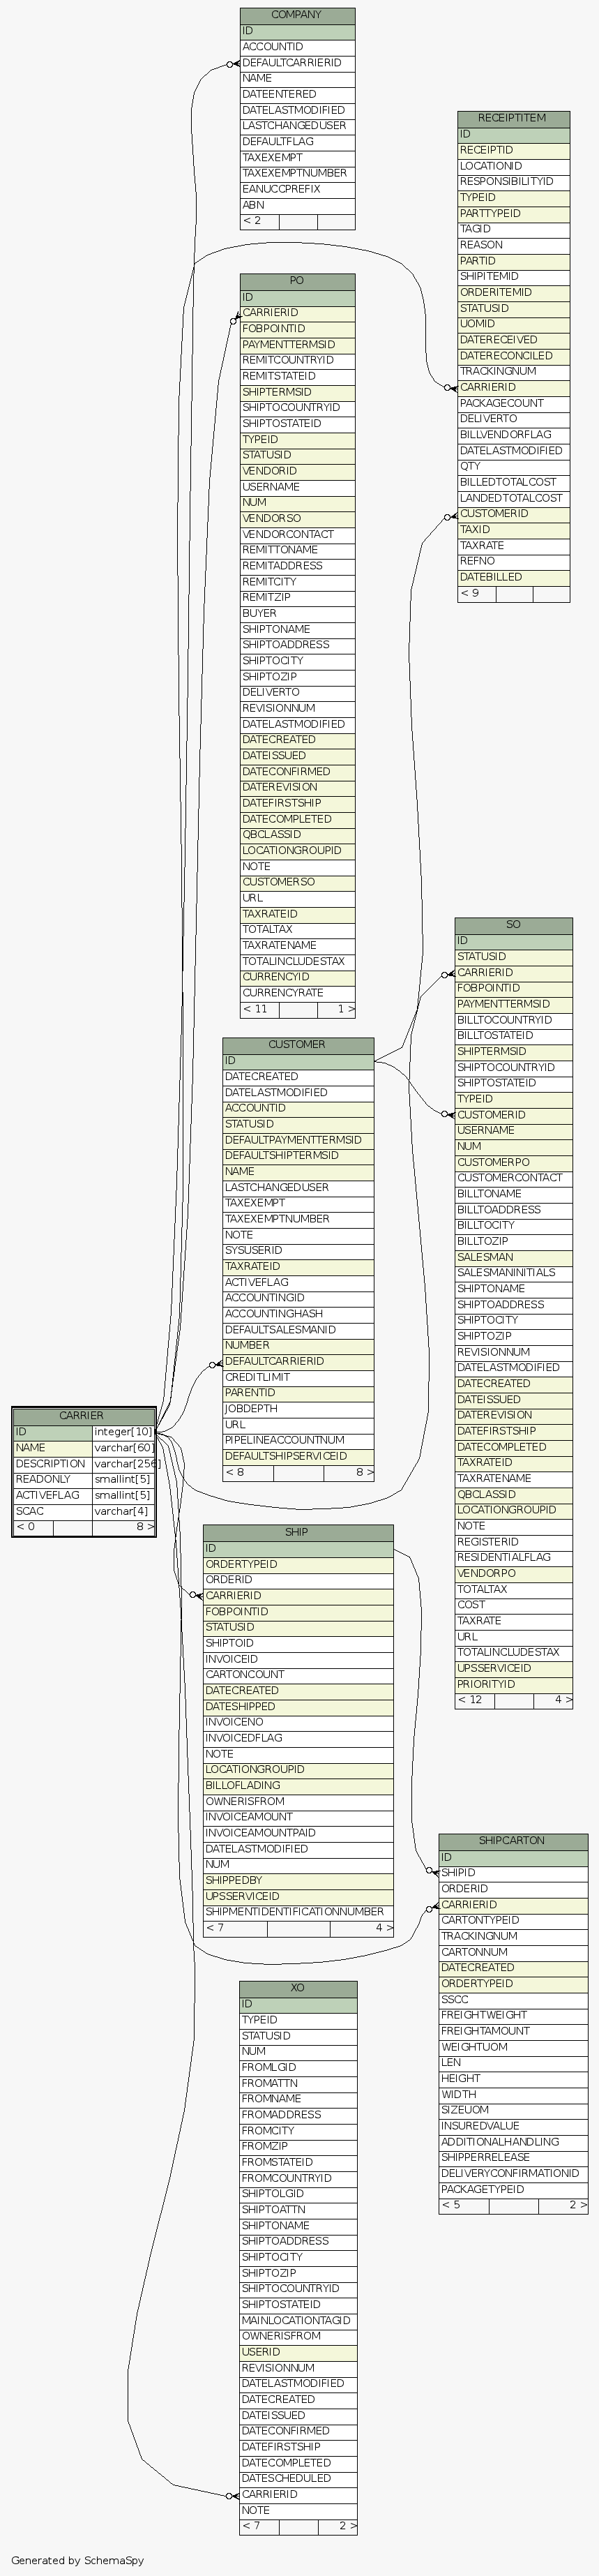 COMPANY
ID
ACCOUNTID
DEFAULTCARRIERID
NAME
DATEENTERED
DATELASTMODIFIED
LASTCHANGEDUSER
DEFAULTFLAG
TAXEXEMPT
TAXEXEMPTNUMBER
EANUCCPREFIX
ABN
< 2
RECEIPTITEM
ID
RECEIPTID
LOCATIONID
RESPONSIBILITYID
TYPEID
PARTTYPEID
TAGID
REASON
PARTID
SHIPITEMID
ORDERITEMID
STATUSID
UOMID
DATERECEIVED
DATERECONCILED
TRACKINGNUM
CARRIERID
PACKAGECOUNT
DELIVERTO
BILLVENDORFLAG
DATELASTMODIFIED
QTY
BILLEDTOTALCOST
LANDEDTOTALCOST
CUSTOMERID
TAXID
TAXRATE
REFNO
DATEBILLED
< 9
PO
ID
CARRIERID
FOBPOINTID
PAYMENTTERMSID
REMITCOUNTRYID
REMITSTATEID
SHIPTERMSID
SHIPTOCOUNTRYID
SHIPTOSTATEID
TYPEID
STATUSID
VENDORID
USERNAME
NUM
VENDORSO
VENDORCONTACT
REMITTONAME
REMITADDRESS
REMITCITY
REMITZIP
BUYER
SHIPTONAME
SHIPTOADDRESS
SHIPTOCITY
SHIPTOZIP
DELIVERTO
REVISIONNUM
DATELASTMODIFIED
DATECREATED
DATEISSUED
DATECONFIRMED
DATEREVISION
DATEFIRSTSHIP
DATECOMPLETED
QBCLASSID
LOCATIONGROUPID
NOTE
CUSTOMERSO
URL
TAXRATEID
TOTALTAX
TAXRATENAME
TOTALINCLUDESTAX
CURRENCYID
CURRENCYRATE
< 11 1 >
SO
ID
STATUSID
CARRIERID
FOBPOINTID
PAYMENTTERMSID
BILLTOCOUNTRYID
BILLTOSTATEID
SHIPTERMSID
SHIPTOCOUNTRYID
SHIPTOSTATEID
TYPEID
CUSTOMERID
USERNAME
NUM
CUSTOMERPO
CUSTOMERCONTACT
BILLTONAME
BILLTOADDRESS
BILLTOCITY
BILLTOZIP
SALESMAN
SALESMANINITIALS
SHIPTONAME
SHIPTOADDRESS
SHIPTOCITY
SHIPTOZIP
REVISIONNUM
DATELASTMODIFIED
DATECREATED
DATEISSUED
DATEREVISION
DATEFIRSTSHIP
DATECOMPLETED
TAXRATEID
TAXRATENAME
QBCLASSID
LOCATIONGROUPID
NOTE
REGISTERID
RESIDENTIALFLAG
VENDORPO
TOTALTAX
COST
TAXRATE
URL
TOTALINCLUDESTAX
UPSSERVICEID
PRIORITYID
< 12 4 >
CUSTOMER
ID
DATECREATED
DATELASTMODIFIED
ACCOUNTID
STATUSID
DEFAULTPAYMENTTERMSID
DEFAULTSHIPTERMSID
NAME
LASTCHANGEDUSER
TAXEXEMPT
TAXEXEMPTNUMBER
NOTE
SYSUSERID
TAXRATEID
ACTIVEFLAG
ACCOUNTINGID
ACCOUNTINGHASH
DEFAULTSALESMANID
NUMBER
DEFAULTCARRIERID
CREDITLIMIT
PARENTID
JOBDEPTH
URL
PIPELINEACCOUNTNUM
DEFAULTSHIPSERVICEID
< 8 8 >
CARRIER
ID integer[10]
NAME varchar[60]
DESCRIPTION varchar[256]
READONLY smallint[5]
ACTIVEFLAG smallint[5]
SCAC varchar[4]
< 0 8 >
SHIP
ID
ORDERTYPEID
ORDERID
CARRIERID
FOBPOINTID
STATUSID
SHIPTOID
INVOICEID
CARTONCOUNT
DATECREATED
DATESHIPPED
INVOICENO
INVOICEDFLAG
NOTE
LOCATIONGROUPID
BILLOFLADING
OWNERISFROM
INVOICEAMOUNT
INVOICEAMOUNTPAID
DATELASTMODIFIED
NUM
SHIPPEDBY
UPSSERVICEID
SHIPMENTIDENTIFICATIONNUMBER
< 7 4 >
SHIPCARTON
ID
SHIPID
ORDERID
CARRIERID
CARTONTYPEID
TRACKINGNUM
CARTONNUM
DATECREATED
ORDERTYPEID
SSCC
FREIGHTWEIGHT
FREIGHTAMOUNT
WEIGHTUOM
LEN
HEIGHT
WIDTH
SIZEUOM
INSUREDVALUE
ADDITIONALHANDLING
SHIPPERRELEASE
DELIVERYCONFIRMATIONID
PACKAGETYPEID
< 5 2 >
XO
ID
TYPEID
STATUSID
NUM
FROMLGID
FROMATTN
FROMNAME
FROMADDRESS
FROMCITY
FROMZIP
FROMSTATEID
FROMCOUNTRYID
SHIPTOLGID
SHIPTOATTN
SHIPTONAME
SHIPTOADDRESS
SHIPTOCITY
SHIPTOZIP
SHIPTOCOUNTRYID
SHIPTOSTATEID
MAINLOCATIONTAGID
OWNERISFROM
USERID
REVISIONNUM
DATELASTMODIFIED
DATECREATED
DATEISSUED
DATECONFIRMED
DATEFIRSTSHIP
DATECOMPLETED
DATESCHEDULED
CARRIERID
NOTE
< 7 2 >
Generated by SchemaSpy